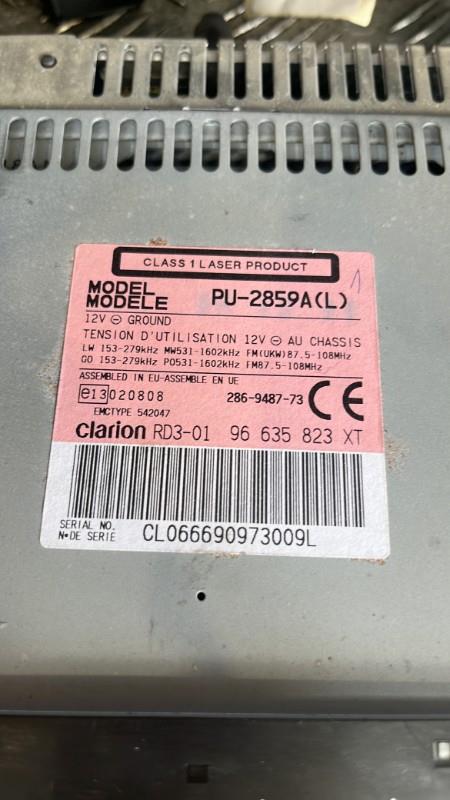 CLASS 1 LASER PRODUCT
1
MODEL
MODELE
PU-2859A(L)
12V ⊖ GROUND
TENSION D'UTILISATION 12V ⊖ AU CHASSIS
LW 153-279kHz MW531-1602kHz FM(UKW)87.5-108MHz
GO 153-279kHz PO531-1602kHz FM87.5-108MHz
ASSEMBLED IN EU-ASSEMBLE EN UE
e13 020808
286-9487-73 CE
EMCTYPE 542047
clarion RD3-01 96 635 823 XT
SERIAL NO.
N•DE SERIE
CL066690973009L